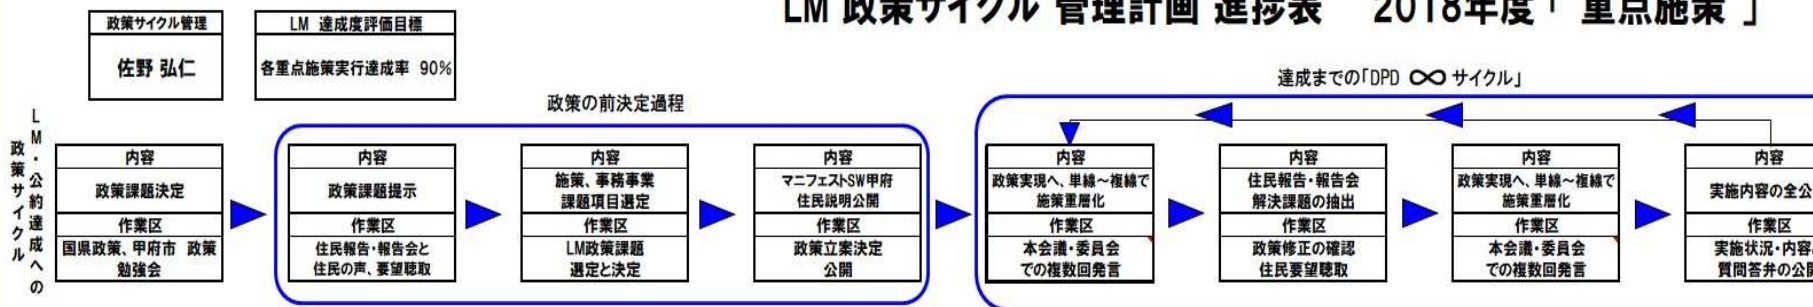 LM 政策サイクル 管理計画 進捗表　2018年度「 重点施策 」
政策サイクル管理
佐野 弘仁
LM 達成度評価目標
各重点施策実行達成率 90%
政策の前決定過程
達成までの「DPD ∞ サイクル」
LM・公約達成への
政策サイクル
内容
政策課題決定
作業区
国県政策、甲府市 政策
勉強会
内容
政策課題提示
作業区
住民報告・報告会と
住民の声、要望聴取
内容
施策、事務事業
課題項目選定
作業区
LM政策課題
選定と決定
内容
マニフェストSW甲府
住民説明公開
作業区
政策立案決定
公開
内容
政策実現へ、単線～複線で
施策重層化
作業区
本会議・委員会
での複数回発言
内容
住民報告・報告会
解決課題の抽出
作業区
政策修正の確認
住民要望聴取
内容
政策実現へ、単線～複線で
施策重層化
作業区
本会議・委員会
での複数回発言
内容
実施内容の全公
作業区
実施状況・内容
質問答弁の公開